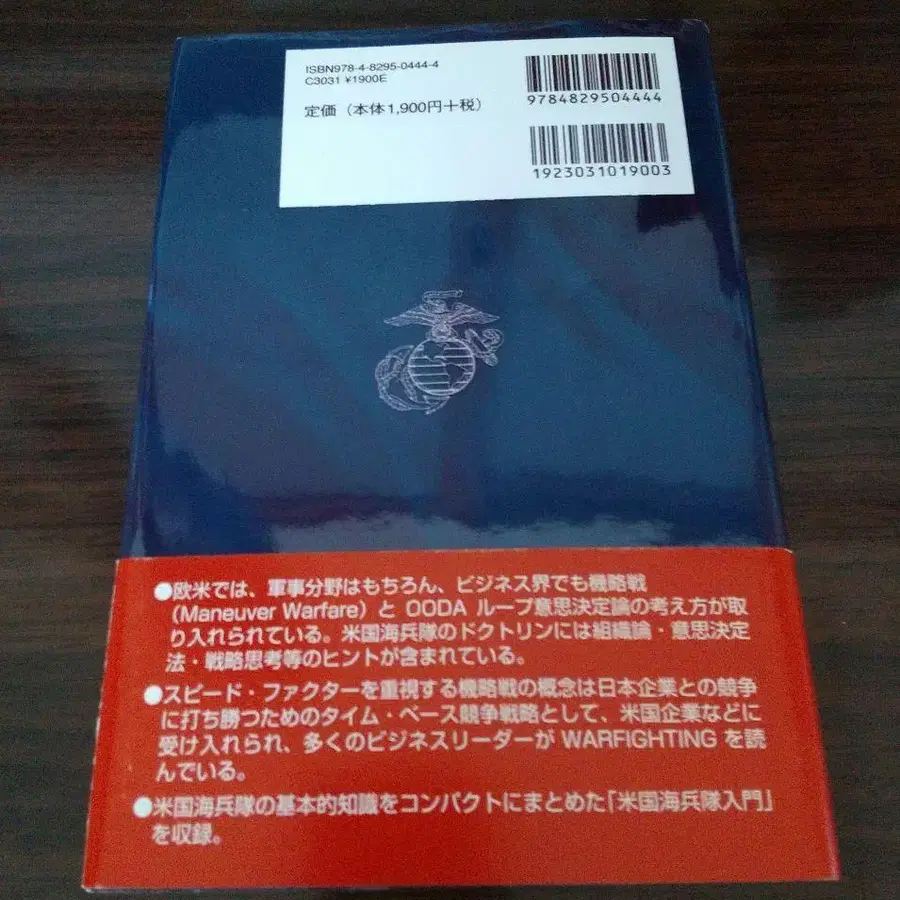 ISBN978-4-8295-0444-4
C3031 ¥1900E
定価（本体1,900円＋税）
9784829504444
1923031019003
●欧米では、軍事分野はもちろん、ビジネス界でも機略戦
（Maneuver Warfare）と OODA ループ意思決定論の考え方が取
り入れられている。米国海兵隊のドクトリンには組織論・意思決定
法・戦略思考等のヒントが含まれている。
●スピード・ファクターを重視する機略戦の概念は日本企業との競争
に打ち勝つためのタイム・ベース競争戦略として、米国企業などに
受け入れられ、多くのビジネスリーダーが WARFIGHTING を読
んでいる。
●米国海兵隊の基本的知識をコンパクトにまとめた「米国海兵隊入門」
を収録。